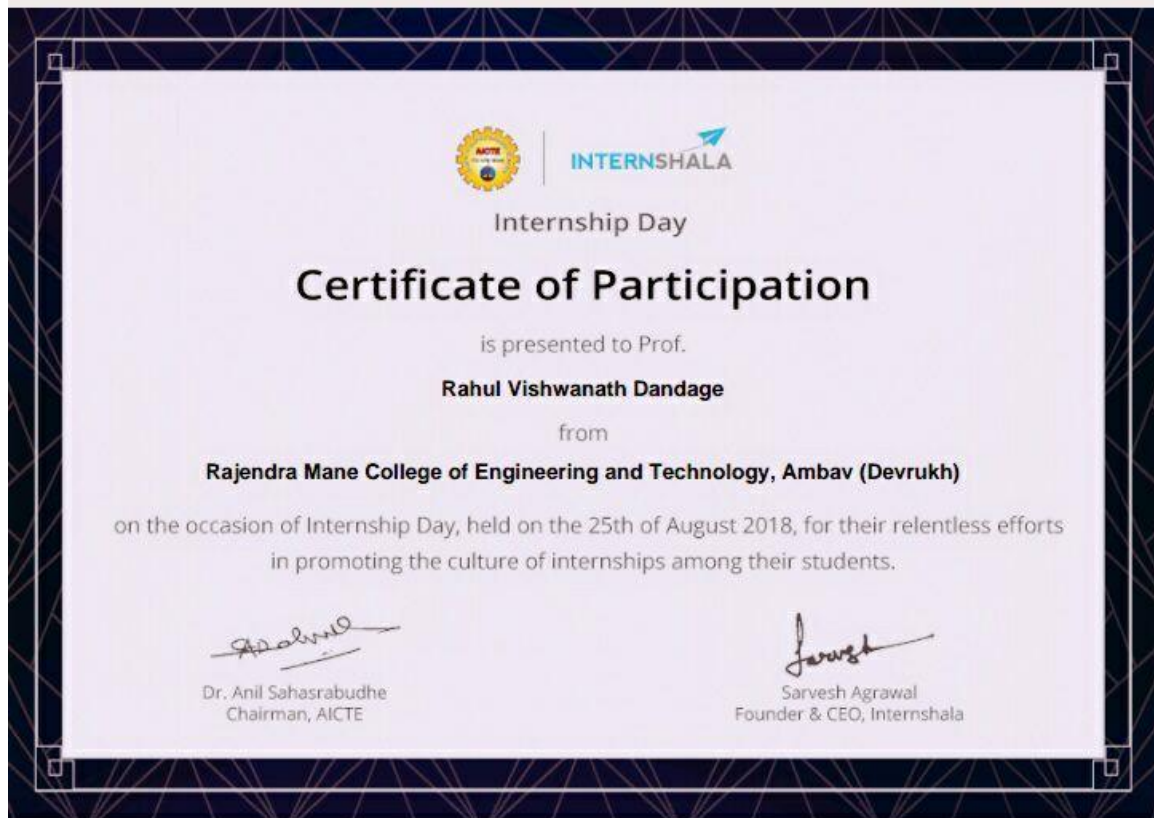 AICTE
INTERNSHALA
Internship Day
Certificate of Participation
is presented to Prof.
Rahul Vishwanath Dandage
from
Rajendra Mane College of Engineering and Technology, Ambav (Devrukh)
on the occasion of Internship Day, held on the 25th of August 2018, for their relentless efforts
in promoting the culture of internships among their students.
Sarvesh
Dr. Anil Sahasrabudhe
Chairman, AICTE
Sarvesh Agrawal
Founder & CEO, Internshala